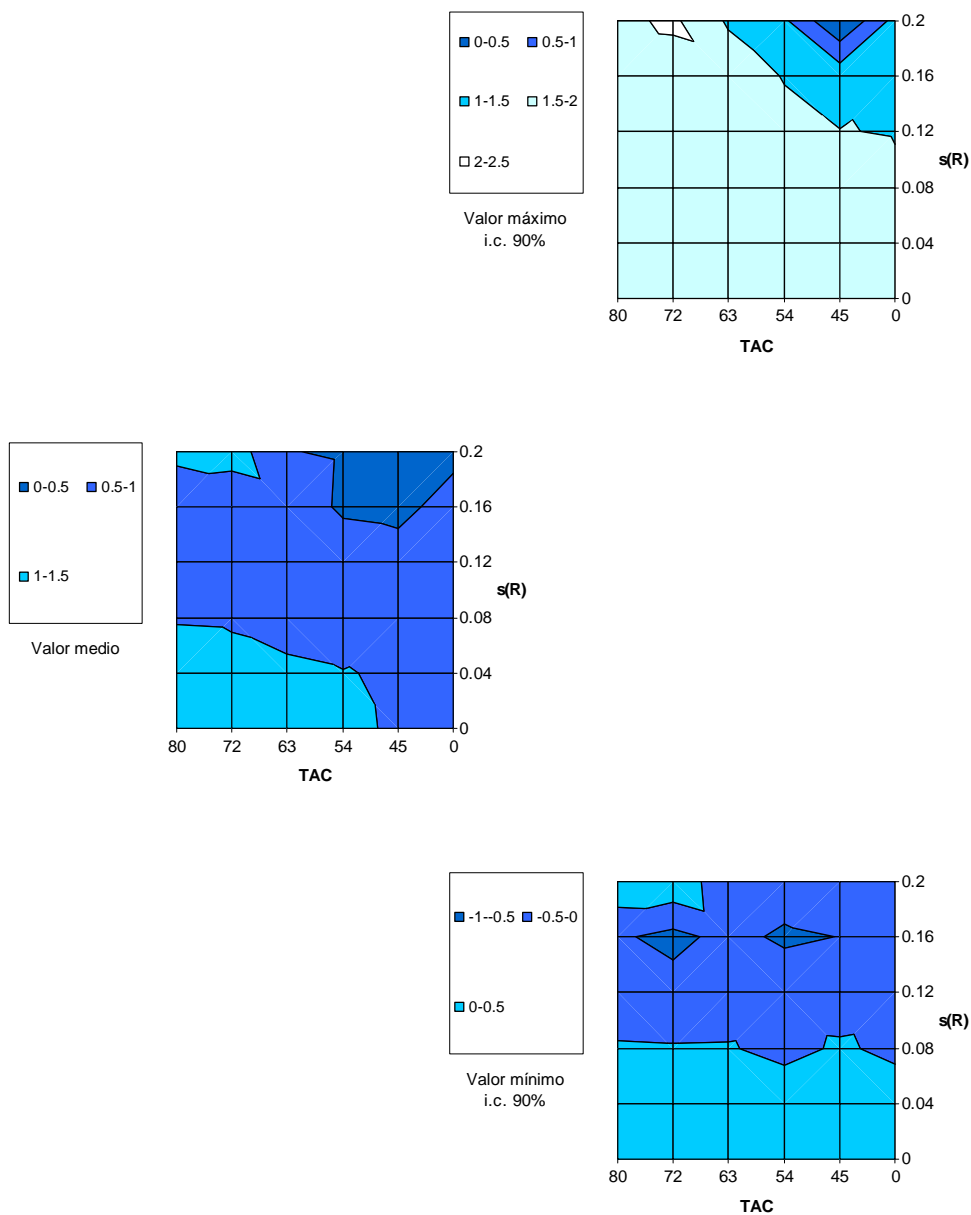 0-0.5 0.5-1
1-1.5 1.5-2
2-2.5
Valor máximo
i.c. 90%
0.2
0.16
0.12
s(R)
0.08
0.04
0
80 72 63 54 45 0
TAC
0-0.5 0.5-1
1-1.5
Valor medio
0.2
0.16
0.12
s(R)
0.08
0.04
0
80 72 63 54 45 0
TAC
-1--0.5 -0.5-0
0-0.5
Valor mínimo
i.c. 90%
0.2
0.16
0.12
s(R)
0.08
0.04
0
80 72 63 54 45 0
TAC